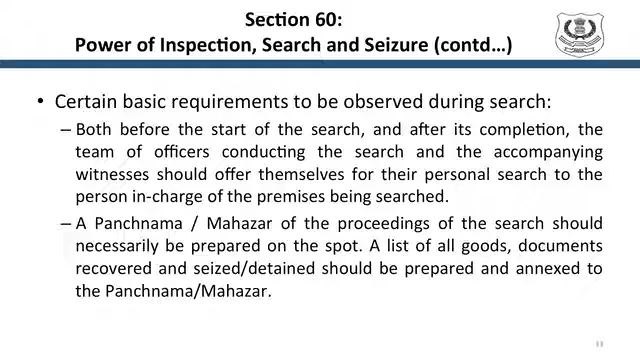 Section 60:
Power of Inspection, Search and Seizure (contd…)
• Certain basic requirements to be observed during search:
– Both before the start of the search, and after its completion, the
team of officers conducting the search and the accompanying
witnesses should offer themselves for their personal search to the
person in-charge of the premises being searched.
– A Panchnama / Mahazar of the proceedings of the search should
necessarily be prepared on the spot. A list of all goods, documents
recovered and seized/detained should be prepared and annexed to
the Panchnama/Mahazar.